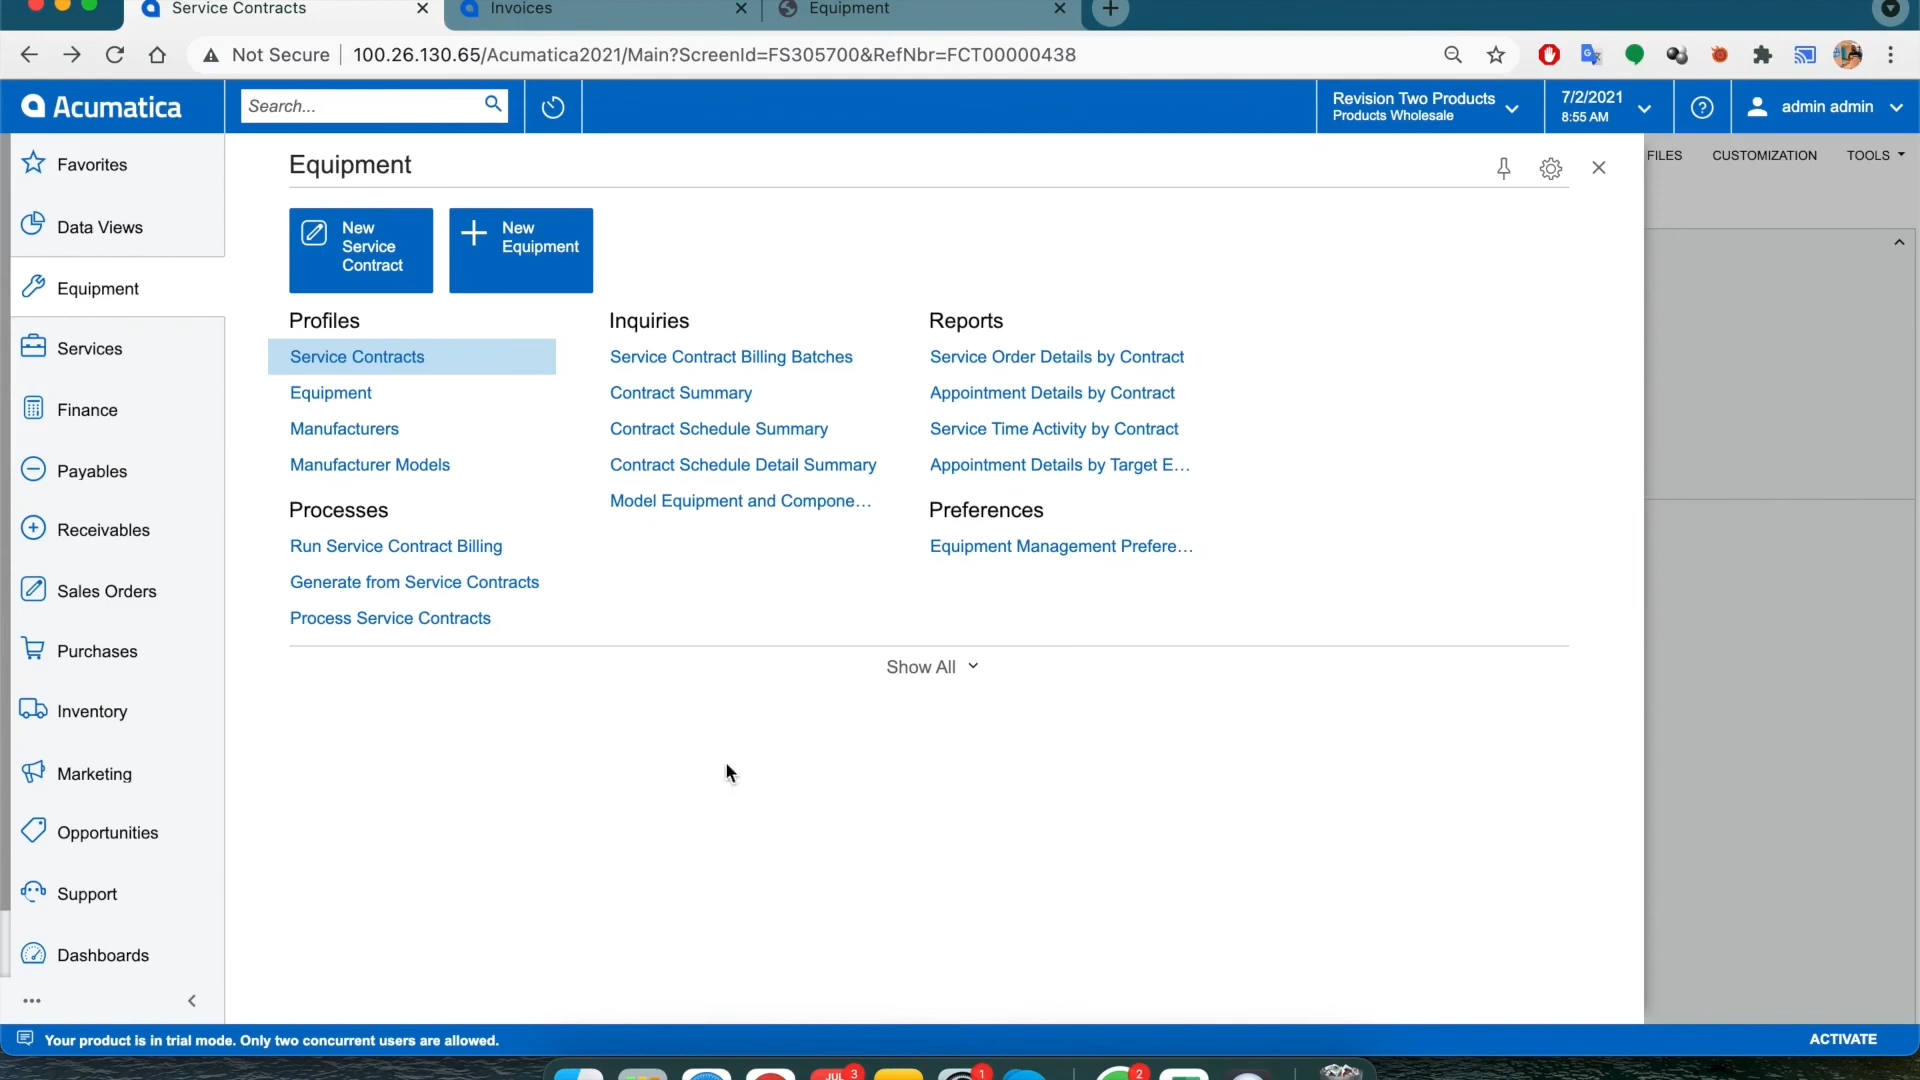 Service Contracts
Invoices
Equipment
Not Secure
100.26.130.65/Acumatica2021/Main?ScreenId=FS305700&RefNbr=FCT00000438
Acumatica
Search...
Revision Two Products
Products Wholesale
7/2/2021
8:55 AM
admin admin
Favorites
Data Views
Equipment
Services
Finance
Payables
Receivables
Sales Orders
Purchases
Inventory
Marketing
Opportunities
Support
Dashboards
Equipment
FILES
CUSTOMIZATION
TOOLS
New
Service
Contract
New
Equipment
Profiles
Service Contracts
Equipment
Manufacturers
Manufacturer Models
Processes
Run Service Contract Billing
Generate from Service Contracts
Process Service Contracts
Inquiries
Service Contract Billing Batches
Contract Summary
Contract Schedule Summary
Contract Schedule Detail Summary
Model Equipment and Compone...
Reports
Service Order Details by Contract
Appointment Details by Contract
Service Time Activity by Contract
Appointment Details by Target E...
Preferences
Equipment Management Prefere...
Show All
Your product is in trial mode. Only two concurrent users are allowed.
ACTIVATE
JUL
3
1
2